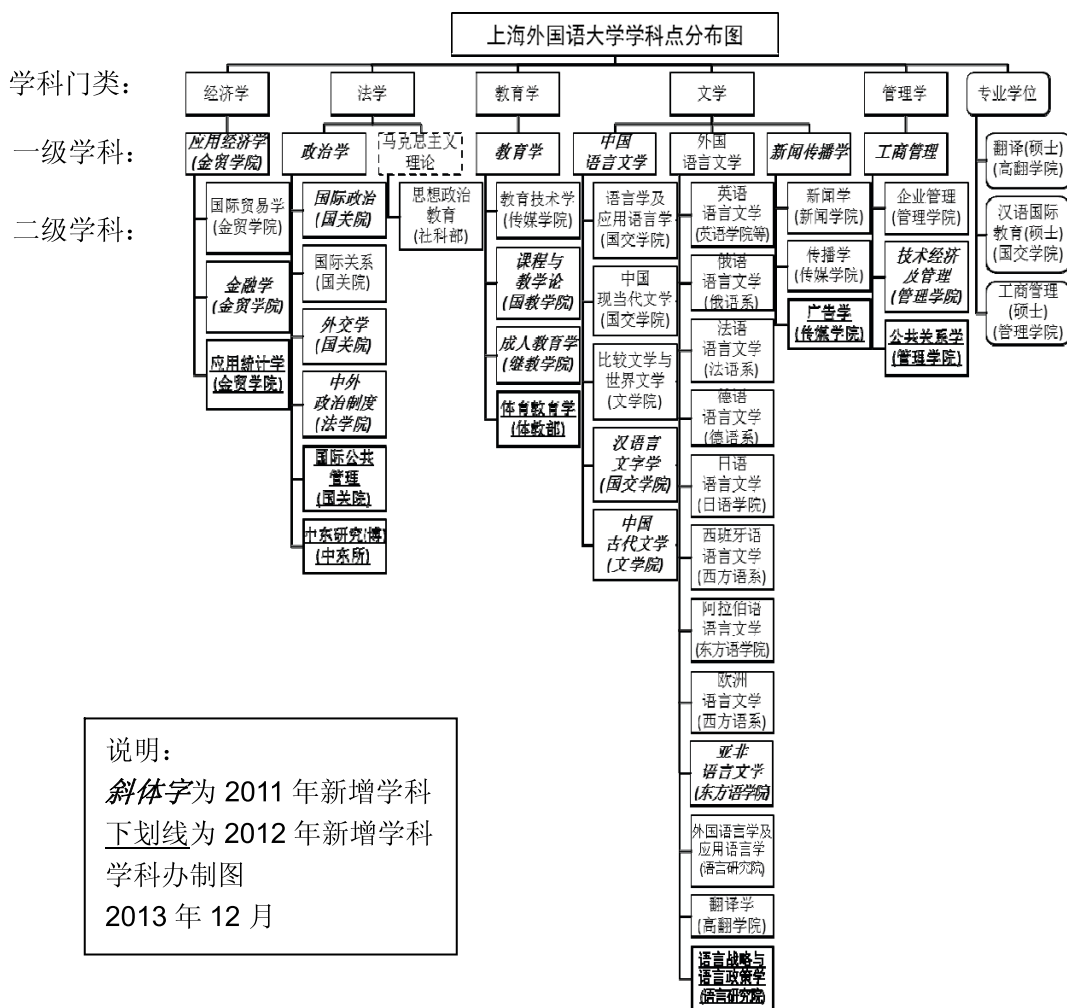 上海外国语大学学科点分布图
学科门类：
经济学
法学
教育学
文学
管理学
专业学位
一级学科：
应用经济学
(金贸学院)
政治学
马克思主义
理论
教育学
中国
语言文学
外国
语言文学
新闻传播学
工商管理
二级学科：
国际贸易学
(金贸学院)
金融学
(金贸学院)
应用统计学
(金贸学院)
国际政治
(国关院)
国际关系
(国关院)
外交学
(国关院)
中外
政治制度
(法学院)
国际公共
管理
(国关院)
中东研究(博)
(中东所)
思想政治
教育
(社科部)
教育技术学
(传媒学院)
课程与
教学论
(国教学院)
成人教育学
(继教学院)
体育教育学
(体教部)
语言学及
应用语言学
(国交学院)
中国
现当代文学
(国交学院)
比较文学与
世界文学
(文学院)
汉语言
文字学
(国交学院)
中国
古代文学
(文学院)
英语
语言文学
(英语学院等)
俄语
语言文学
(俄语系)
法语
语言文学
(法语系)
德语
语言文学
(德语系)
日语
语言文学
(日语学院)
西班牙语
语言文学
(西方语系)
阿拉伯语
语言文学
(东方语学院)
欧洲
语言文学
(西方语系)
亚非
语言文学
(东方语学院)
外国语言学及
应用语言学
(语言研究院)
翻译学
(高翻学院)
语言战略与
语言政策学
(语言研究院)
新闻学
(新闻学院)
传播学
(传媒学院)
广告学
(传媒学院)
企业管理
(管理学院)
技术经济
及管理
(管理学院)
公共关系学
(管理学院)
翻译(硕士)
(高翻学院)
汉语国际
教育(硕士)
(国交学院)
工商管理
(硕士)
(管理学院)
说明：
斜体字为 2011 年新增学科
下划线为 2012 年新增学科
学科办制图
2013 年 12 月